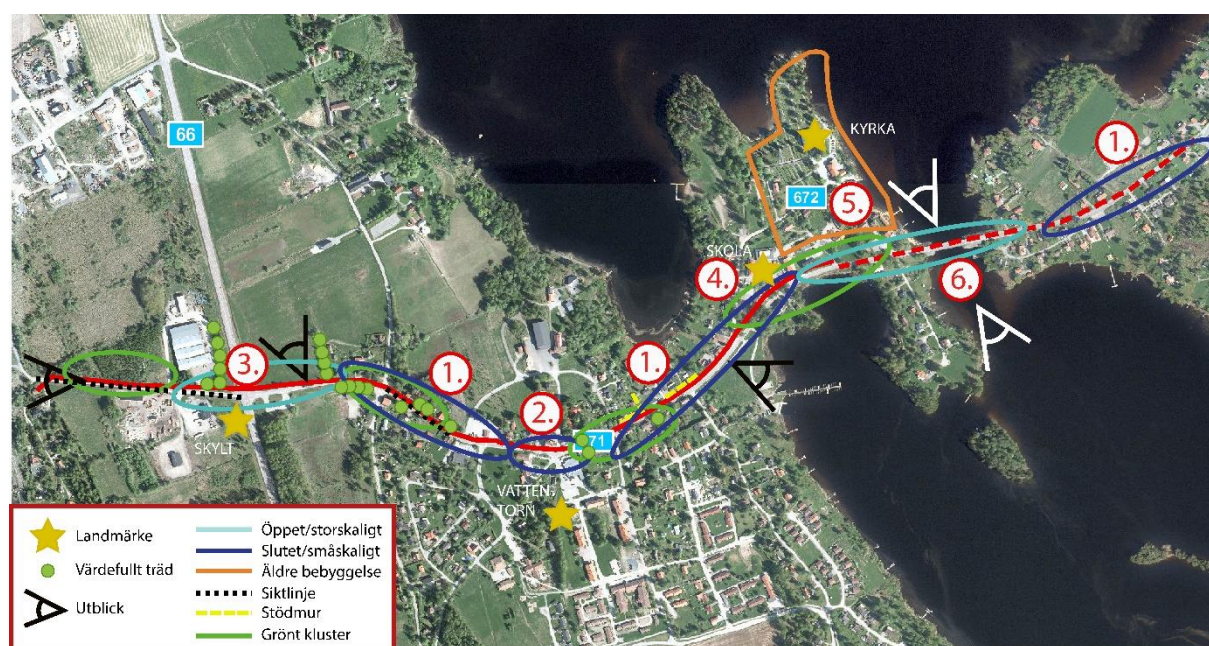 KYRKA
66
1.
672
5.
SKOLA
4.
6.
3.
1.
1.
2.
SKYLT
71
VATTEN-
TORN
Landmärke
Värdefullt träd
Utblick
Öppet/storskaligt
Slutet/småskaligt
Äldre bebyggelse
Siktlinje
Stödmur
Grönt kluster